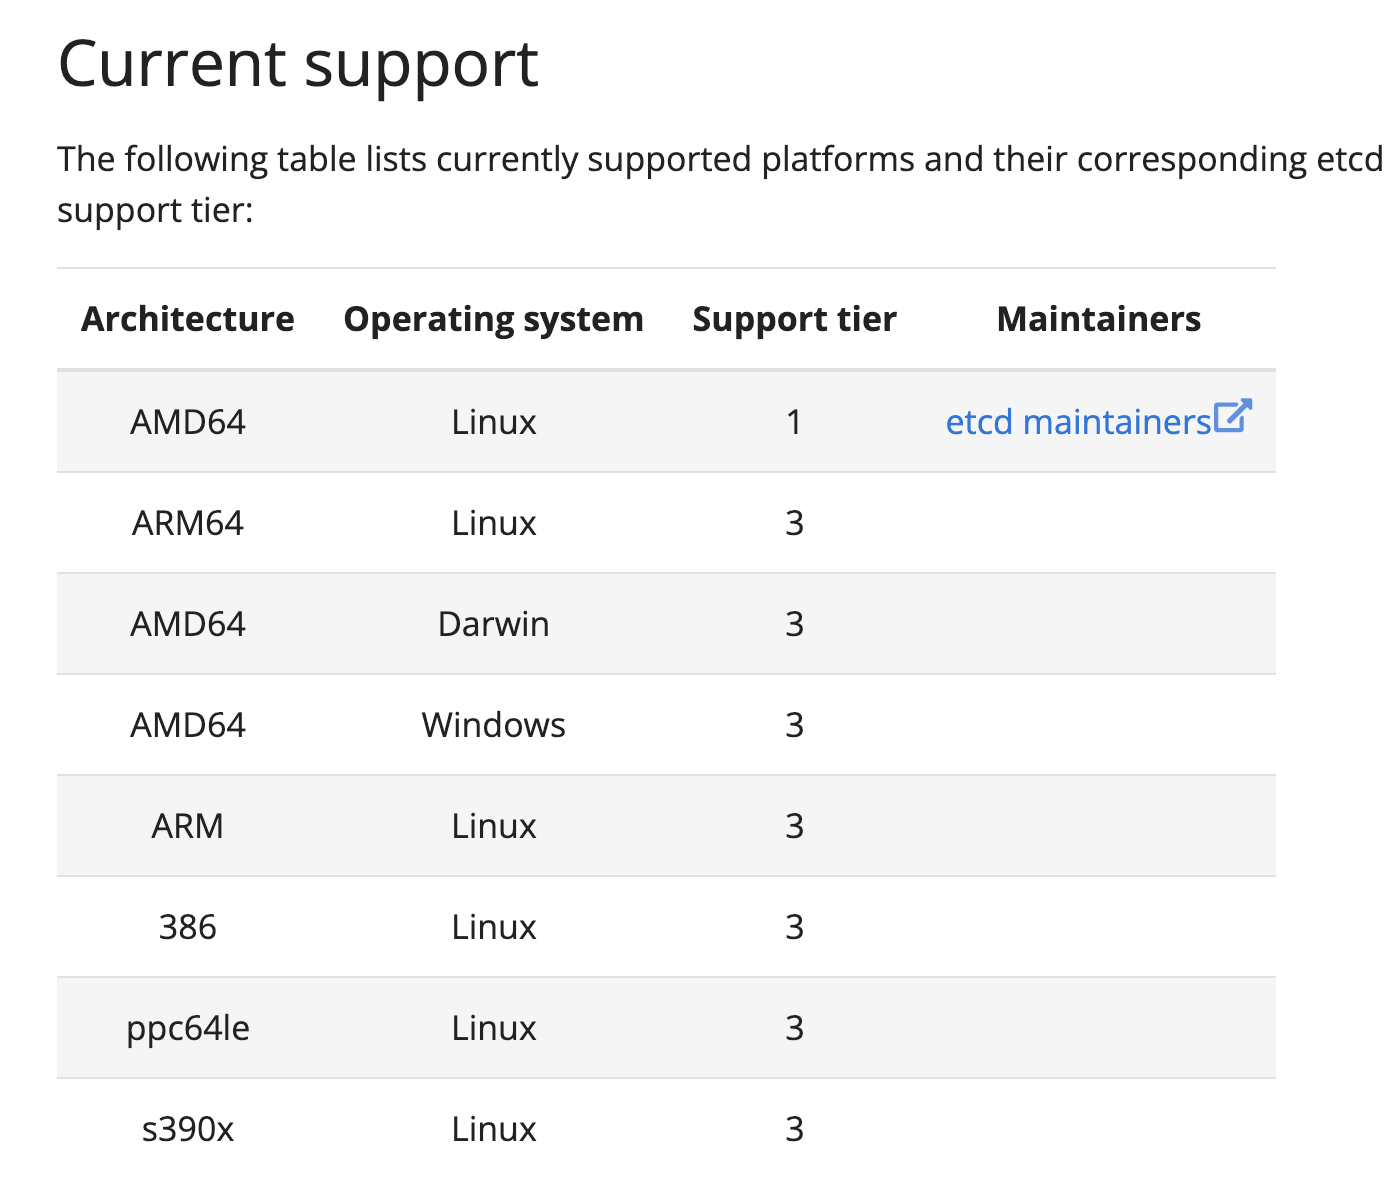 Current support
The following table lists currently supported platforms and their corresponding etcd
support tier:
Architecture Operating system Support tier Maintainers
AMD64 Linux 1 etcd maintainers
ARM64 Linux 3
AMD64 Darwin 3
AMD64 Windows 3
ARM Linux 3
386 Linux 3
ppc64le Linux 3
s390x Linux 3